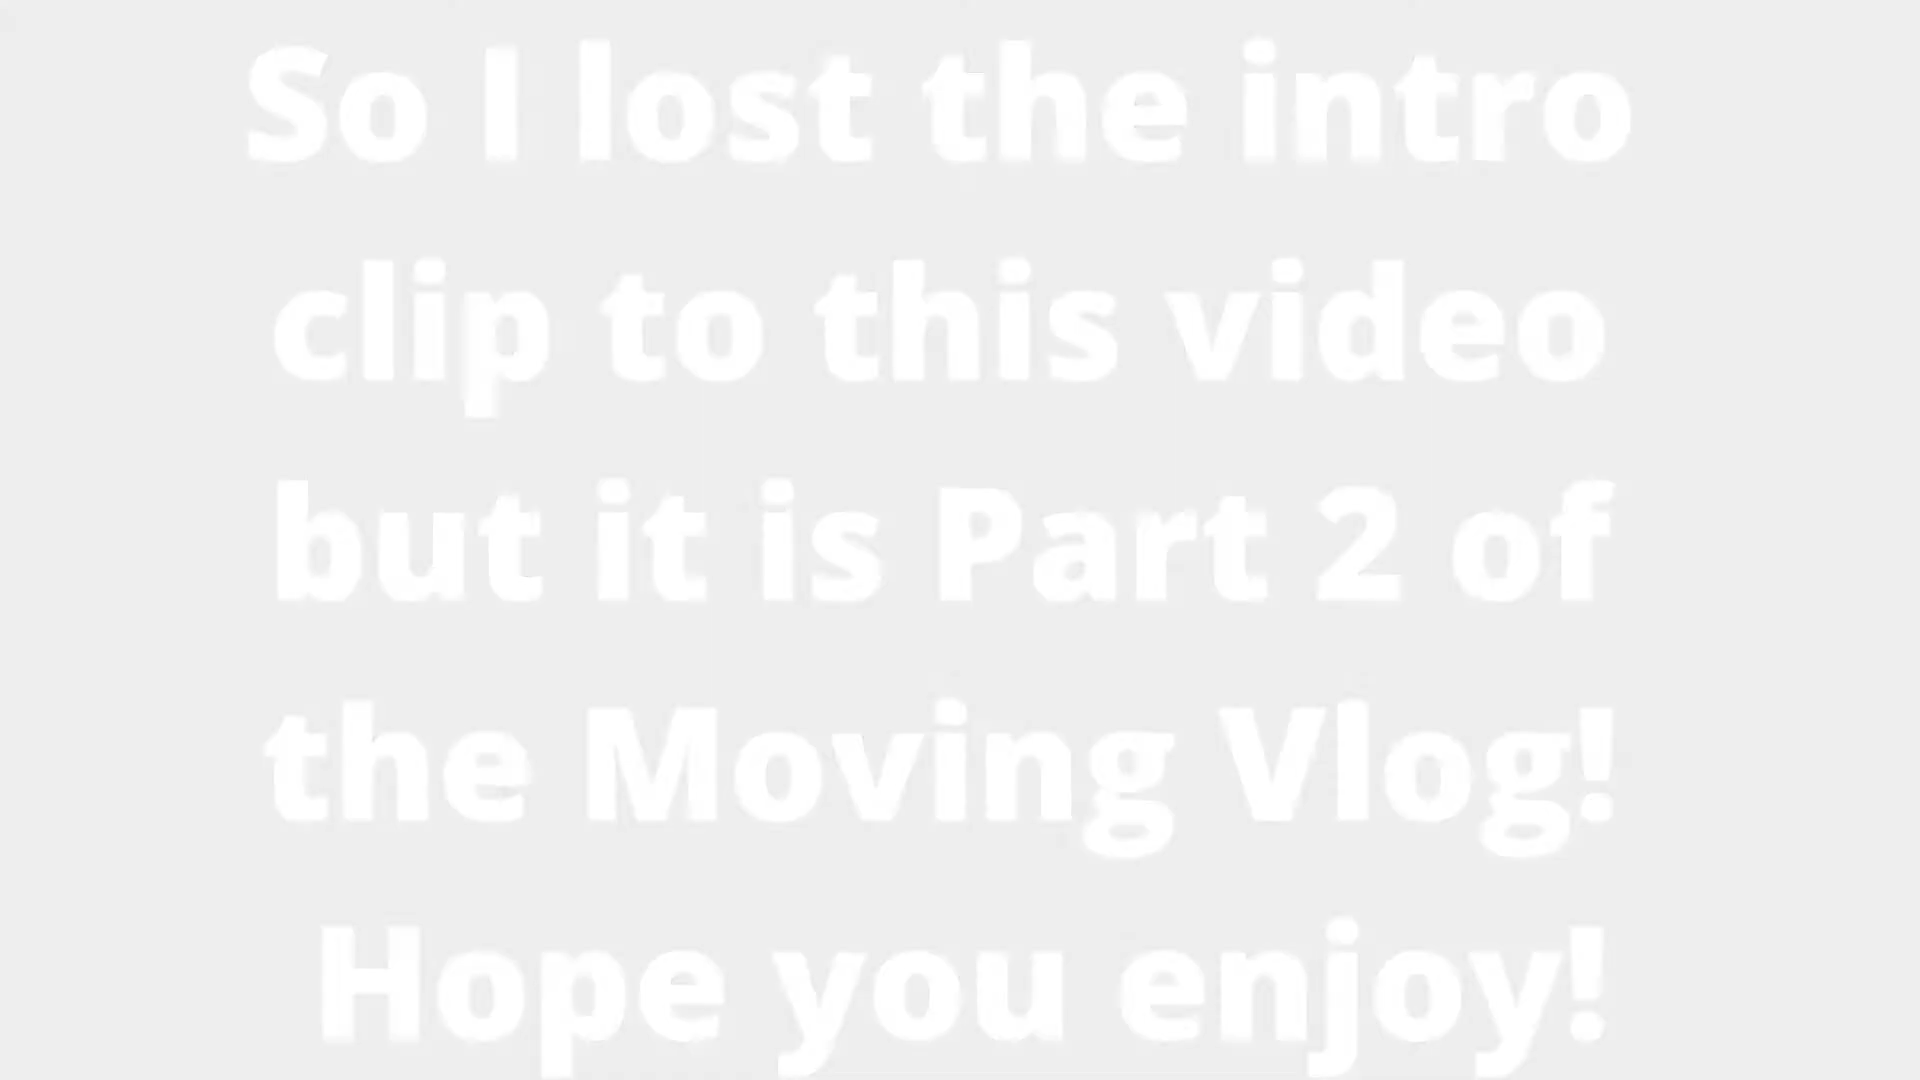 So I lost the intro
clip to this video
but it is Part 2 of
the Moving Vlog!
Hope you enjoy!